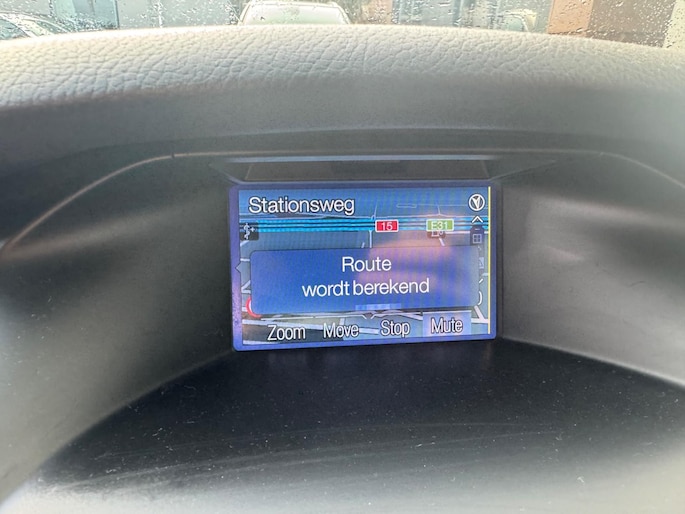 Stationsweg
15
E31
Route
wordt berekend
Zoom Move Stop Mute